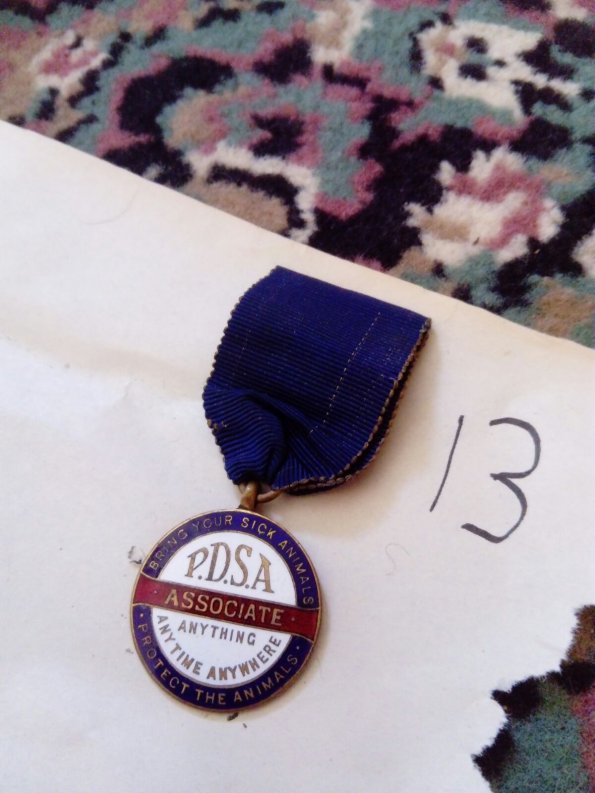 13
BRING YOUR SICK ANIMALS
P.D.S.A
· ASSOCIATE ·
ANYTHING
ANYTIME ANYWHERE
· PROTECT THE ANIMALS ·